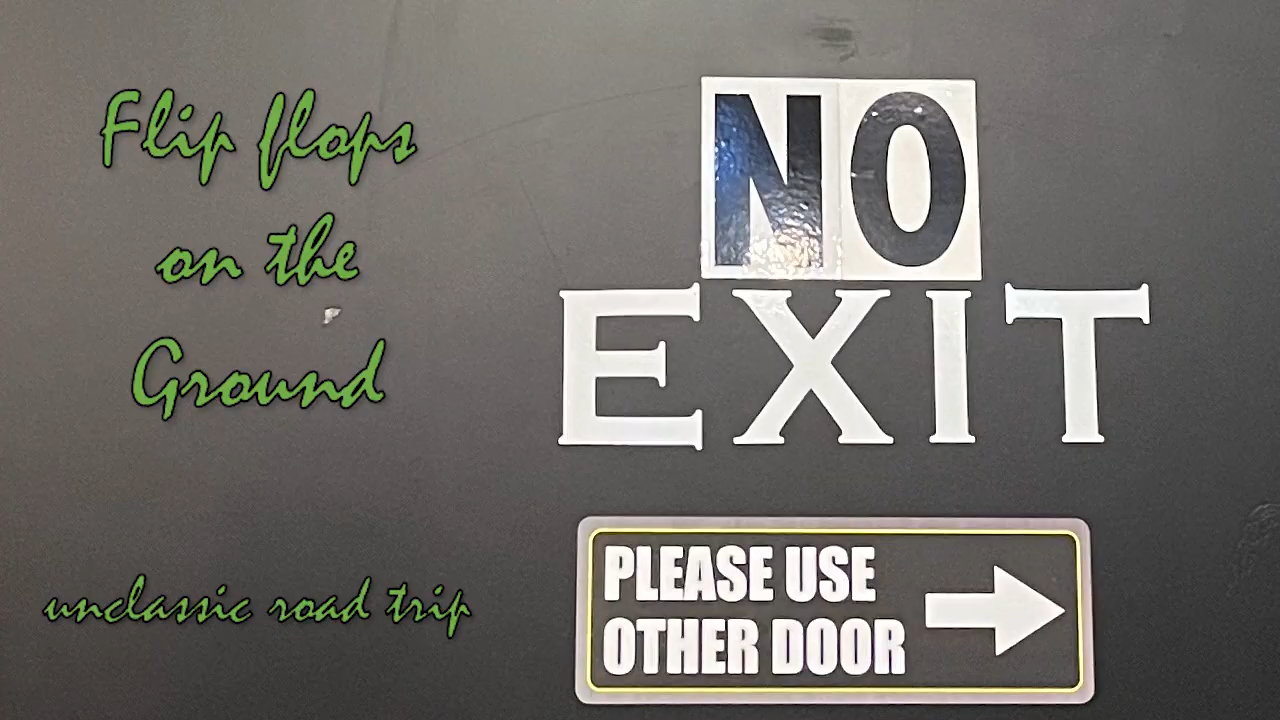 Flip flops
on the
Ground
unclassic road trip
NO
EXIT
PLEASE USE
OTHER DOOR